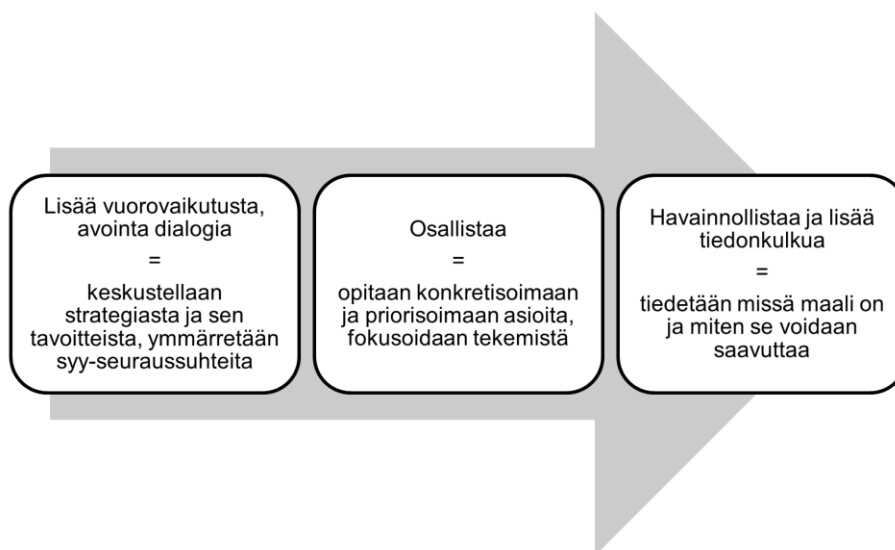 Lisää vuorovaikutusta,
avointa dialogia
=
keskustellaan
strategiasta ja sen
tavoitteista, ymmärretään
syy-seuraussuhteita
Osallistaa
=
opitaan konkretisoimaan
ja priorisoimaan asioita,
fokusoidaan tekemistä
Havainnollistaa ja lisää
tiedonkulkua
=
tiedetään missä maali on
ja miten se voidaan
saavuttaa